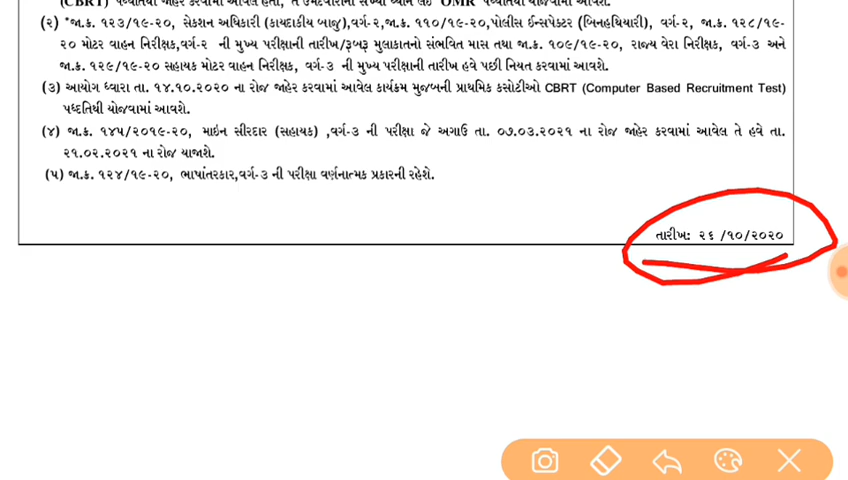 (CBRT) પધ્ધતિથી જાહેર કરવામાં આવેલ હતી, તે ઉમેદવારોની સંખ્યા ધ્યાને લઇ OMR પધ્ધતિથી યોજવામાં આવશે.
(૨) *જા.ક્ર. ૧૨૩/૧૯-૨૦, સેકશન અધિકારી (કાયદાકીય બાજુ),વર્ગ-૨,જા.ક્ર. ૧૧૦/૧૯-૨૦,પોલીસ ઈન્સપેક્ટર (બિનહથિયારી), વર્ગ-૨, જા.ક્ર. ૧૨૮/૧૯-
૨૦ મોટર વાહન નિરીક્ષક,વર્ગ-૨ ની મુખ્ય પરીક્ષાની તારીખ/રૂબરૂ મુલાકાતનો સંભવિત માસ તથા જા.ક્ર. ૧૦૯/૧૯-૨૦, રાજ્ય વેરા નિરીક્ષક, વર્ગ-૩ અને
જા.ક્ર. ૧૨૯/૧૯-૨૦ સહાયક મોટર વાહન નિરીક્ષક, વર્ગ-૩ ની મુખ્ય પરીક્ષાની તારીખ હવે પછી નિયત કરવામાં આવશે.
(૩) આયોગ ધ્વારા તા. ૧૪.૧૦.૨૦૨૦ ના રોજ જાહેર કરવામાં આવેલ કાર્યક્રમ મુજબની પ્રાથમિક કસોટીઓ CBRT (Computer Based Recruitment Test)
પધ્ધતિથી યોજવામાં આવશે.
(૪) જા.ક્ર. ૧૪૫/૨૦૧૯-૨૦, માઇન સીરદાર (સહાયક) ,વર્ગ-૩ ની પરીક્ષા જે અગાઉ તા. ૦૭.૦૩.૨૦૨૧ ના રોજ જાહેર કરવામાં આવેલ તે હવે તા.
૨૧.૦૨.૨૦૨૧ ના રોજ યાજાશે.
(૫) જા.ક્ર. ૧૨૪/૧૯-૨૦, ભાષાંતરકાર,વર્ગ-૩ ની પરીક્ષા વર્ણનાત્મક પ્રકારની રહેશે.
તારીખ: ૨૬ /૧૦/૨૦૨૦